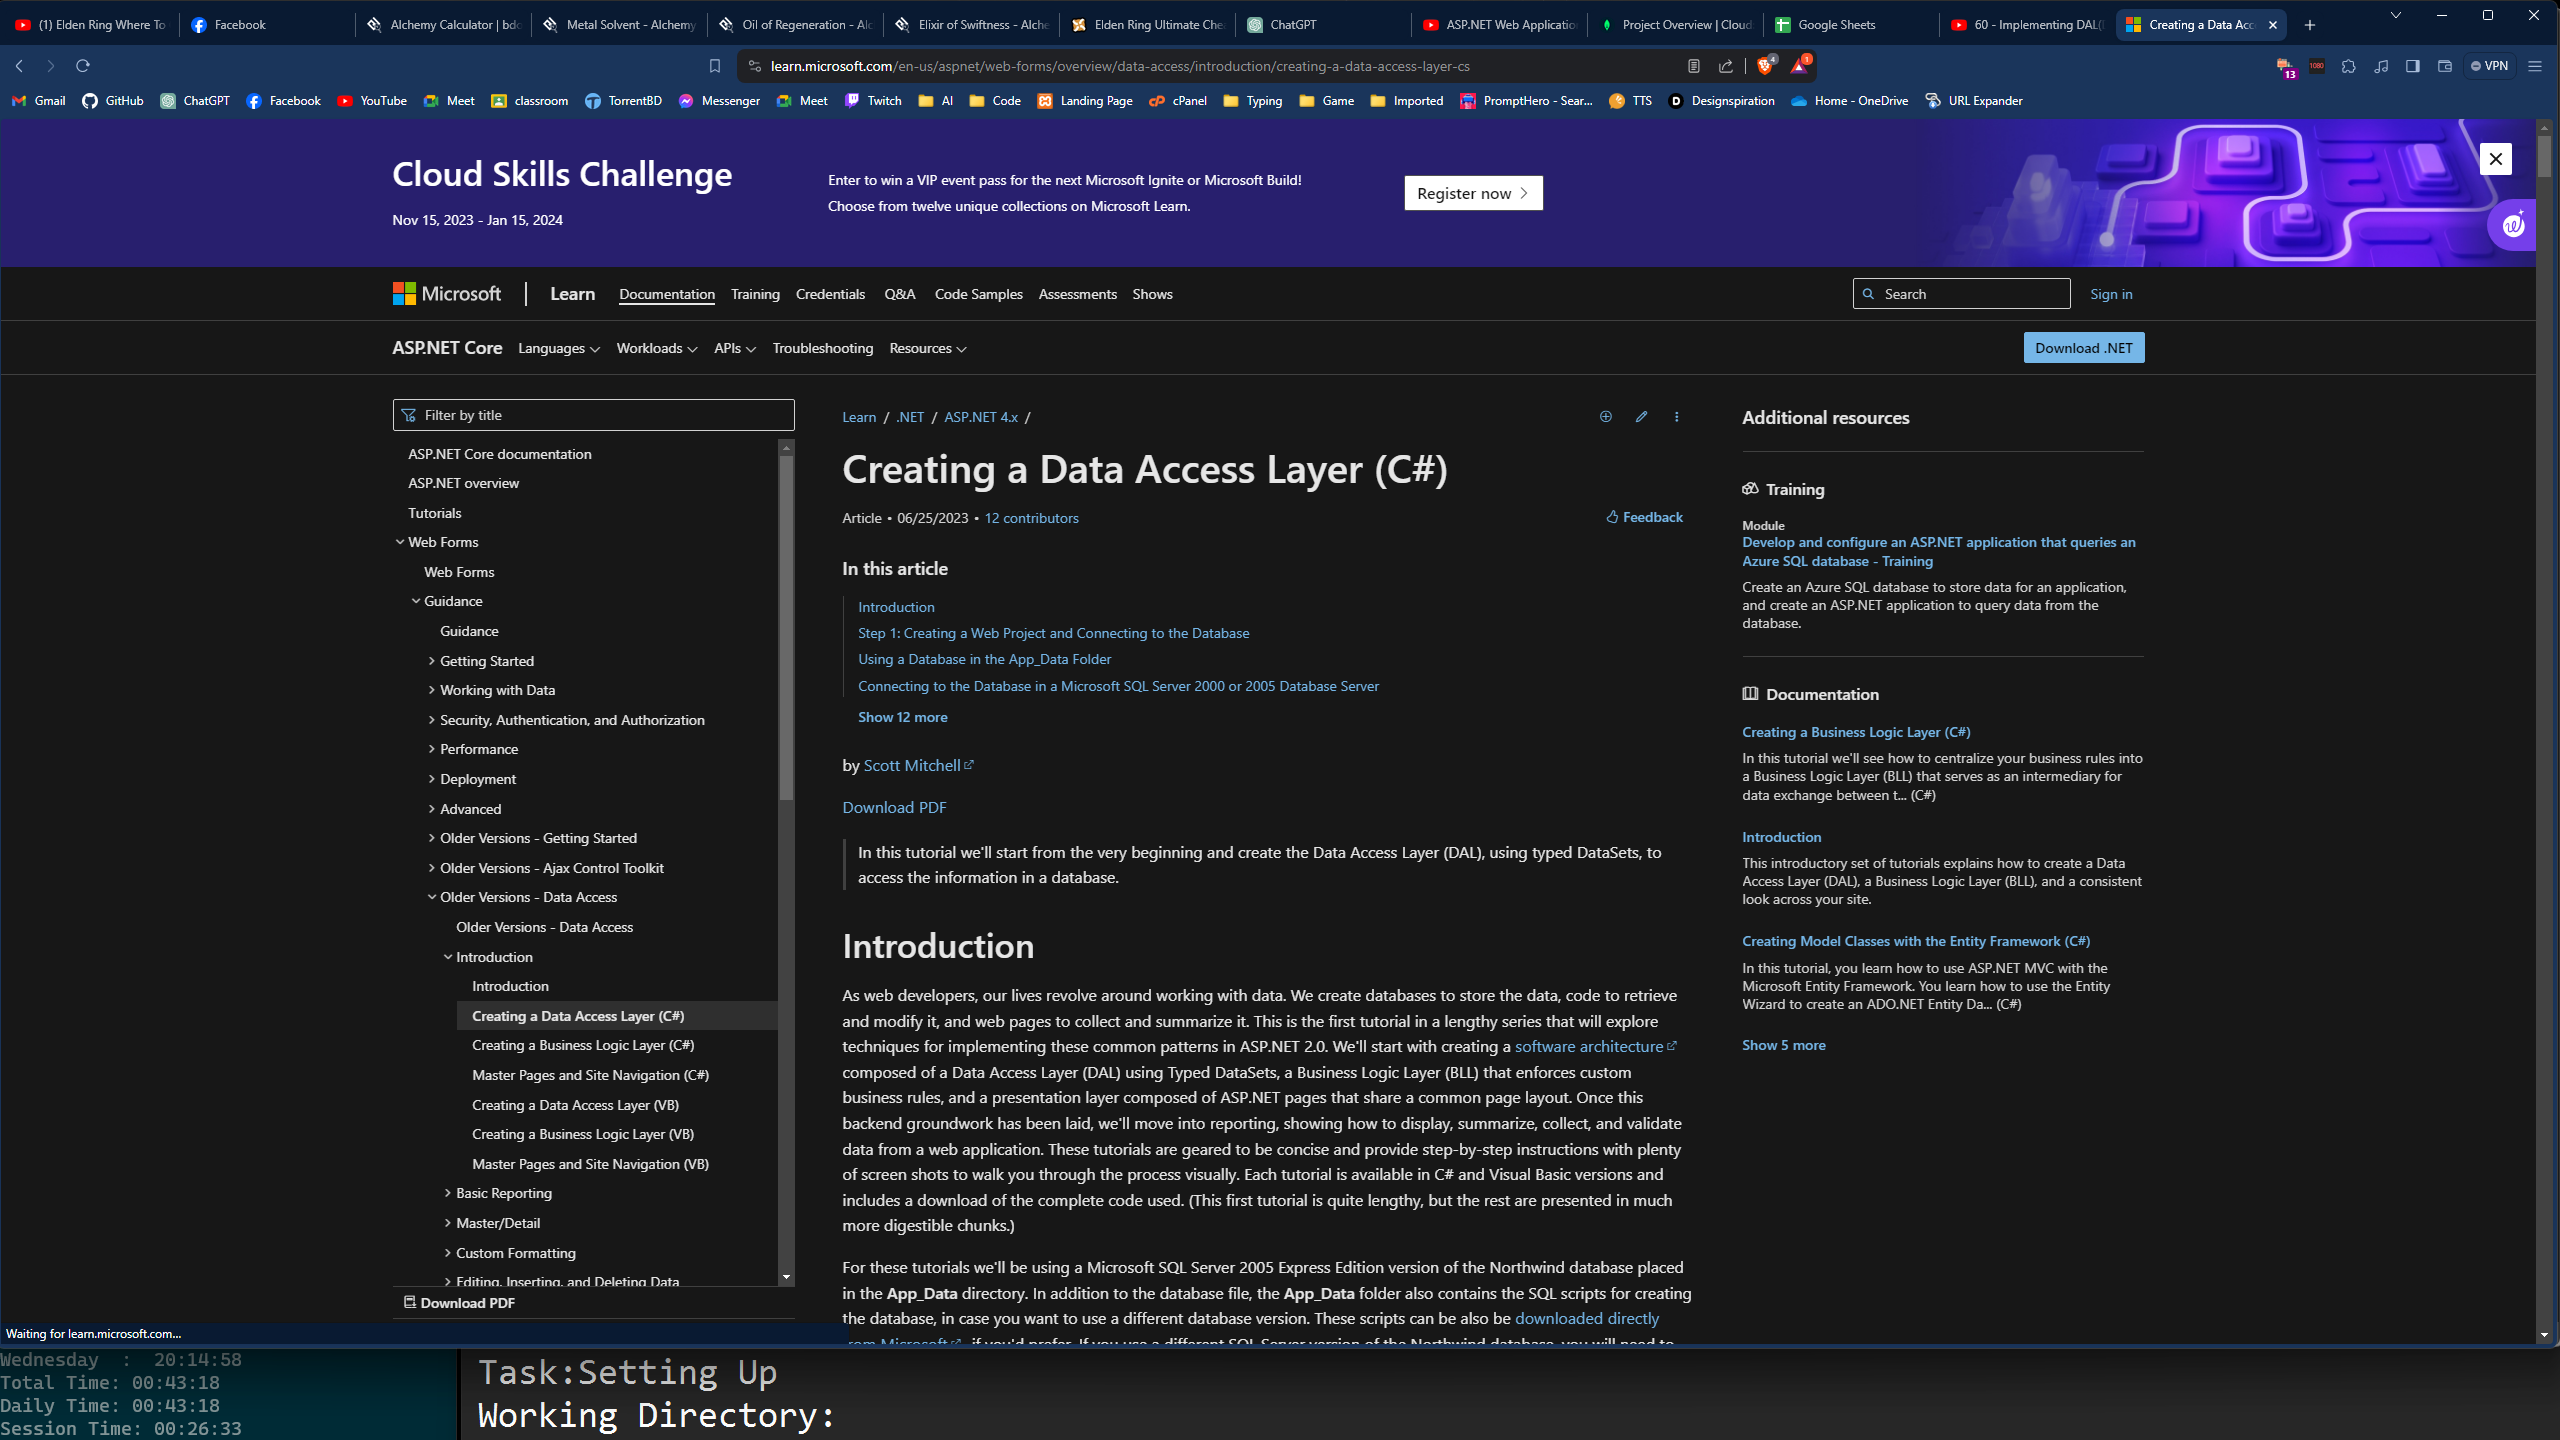 (1) Elden Ring Where To
Facebook
Alchemy Calculator | bdo
Metal Solvent - Alchemy
Oil of Regeneration - Alc
Elixir of Swiftness - Alche
Elden Ring Ultimate Chea
ChatGPT
ASP.NET Web Application
Project Overview | Cloud
Google Sheets
60 - Implementing DAL(
Creating a Data Acc
learn.microsoft.com/en-us/aspnet/web-forms/overview/data-access/introduction/creating-a-data-access-layer-cs
4
1
13
1080
VPN
Gmail
GitHub
ChatGPT
Facebook
YouTube
Meet
classroom
TorrentBD
Messenger
Meet
Twitch
AI
Code
Landing Page
cPanel
Typing
Game
Imported
PromptHero - Sear...
TTS
Designspiration
Home - OneDrive
URL Expander
Cloud Skills Challenge
Nov 15, 2023 - Jan 15, 2024
Enter to win a VIP event pass for the next Microsoft Ignite or Microsoft Build!
Choose from twelve unique collections on Microsoft Learn.
Register now
Microsoft
Learn
Documentation
Training
Credentials
Q&A
Code Samples
Assessments
Shows
Search
Sign in
ASP.NET Core
Languages
Workloads
APIs
Troubleshooting
Resources
Download .NET
Filter by title
ASP.NET Core documentation
ASP.NET overview
Tutorials
Web Forms
Web Forms
Guidance
Guidance
Getting Started
Working with Data
Security, Authentication, and Authorization
Performance
Deployment
Advanced
Older Versions - Getting Started
Older Versions - Ajax Control Toolkit
Older Versions - Data Access
Older Versions - Data Access
Introduction
Introduction
Creating a Data Access Layer (C#)
Creating a Business Logic Layer (C#)
Master Pages and Site Navigation (C#)
Creating a Data Access Layer (VB)
Creating a Business Logic Layer (VB)
Master Pages and Site Navigation (VB)
Basic Reporting
Master/Detail
Custom Formatting
Editing, Inserting, and Deleting Data
Download PDF
Learn / .NET / ASP.NET 4.x /
Creating a Data Access Layer (C#)
Article • 06/25/2023 • 12 contributors
Feedback
In this article
Introduction
Step 1: Creating a Web Project and Connecting to the Database
Using a Database in the App_Data Folder
Connecting to the Database in a Microsoft SQL Server 2000 or 2005 Database Server
Show 12 more
by Scott Mitchell
Download PDF
In this tutorial we'll start from the very beginning and create the Data Access Layer (DAL), using typed DataSets, to
access the information in a database.
Introduction
As web developers, our lives revolve around working with data. We create databases to store the data, code to retrieve
and modify it, and web pages to collect and summarize it. This is the first tutorial in a lengthy series that will explore
techniques for implementing these common patterns in ASP.NET 2.0. We'll start with creating a software architecture
composed of a Data Access Layer (DAL) using Typed DataSets, a Business Logic Layer (BLL) that enforces custom
business rules, and a presentation layer composed of ASP.NET pages that share a common page layout. Once this
backend groundwork has been laid, we'll move into reporting, showing how to display, summarize, collect, and validate
data from a web application. These tutorials are geared to be concise and provide step-by-step instructions with plenty
of screen shots to walk you through the process visually. Each tutorial is available in C# and Visual Basic versions and
includes a download of the complete code used. (This first tutorial is quite lengthy, but the rest are presented in much
more digestible chunks.)
For these tutorials we'll be using a Microsoft SQL Server 2005 Express Edition version of the Northwind database placed
in the App_Data directory. In addition to the database file, the App_Data folder also contains the SQL scripts for creating
the database, in case you want to use a different database version. These scripts can be also be downloaded directly
from Microsoft, if you'd prefer. If you use a different SQL Server version of the Northwind database, you will need to
Additional resources
Training
Module
Develop and configure an ASP.NET application that queries an
Azure SQL database - Training
Create an Azure SQL database to store data for an application,
and create an ASP.NET application to query data from the
database.
Documentation
Creating a Business Logic Layer (C#)
In this tutorial we'll see how to centralize your business rules into
a Business Logic Layer (BLL) that serves as an intermediary for
data exchange between t... (C#)
Introduction
This introductory set of tutorials explains how to create a Data
Access Layer (DAL), a Business Logic Layer (BLL), and a consistent
look across your site.
Creating Model Classes with the Entity Framework (C#)
In this tutorial, you learn how to use ASP.NET MVC with the
Microsoft Entity Framework. You learn how to use the Entity
Wizard to create an ADO.NET Entity Da... (C#)
Show 5 more
Waiting for learn.microsoft.com...
Wednesday : 20:14:58
Total Time: 00:43:18
Daily Time: 00:43:18
Session Time: 00:26:33
Task:Setting Up
Working Directory: